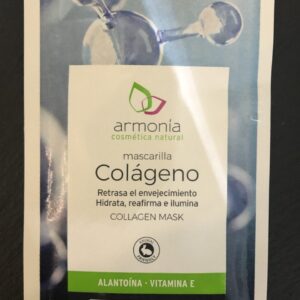 armonía
cosmética natural
mascarilla
Colágeno
Retrasa el envejecimiento
Hidrata, reafirma e ilumina
COLLAGEN MASK
ALANTOÍNA · VITAMINA E